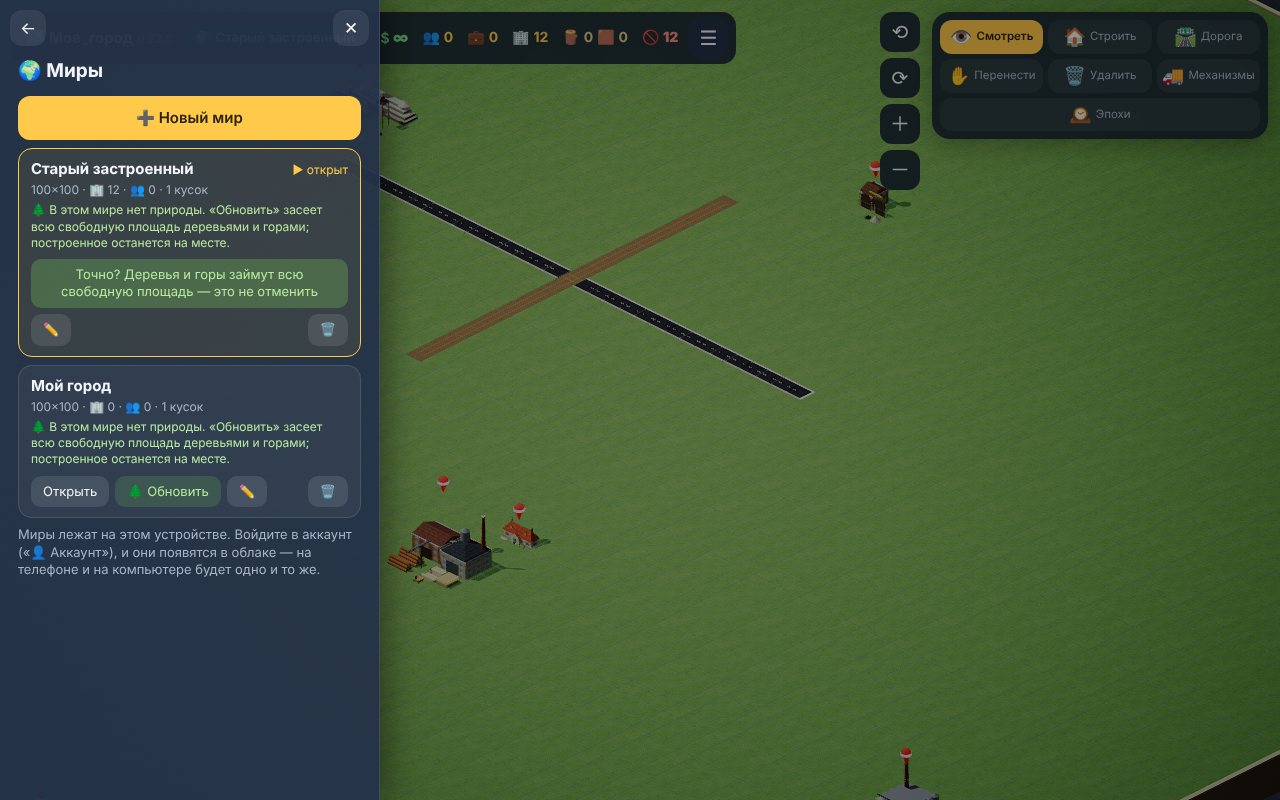 ←
✕
Мое_город
Старый застроенный
$ ∞ 👥 0 💼 0 🏢 12 🪵 0 🧱 0 🚫 12 ☰
🌍 Миры
➕ Новый мир
Старый застроенный ▶ открыт
100×100 · 🏢 12 · 👥 0 · 1 кусок
🌲 В этом мире нет природы. «Обновить» засеет
всю свободную площадь деревьями и горами;
построенное останется на месте.
Точно? Деревья и горы займут всю
свободную площадь — это не отменить
Мой город
100×100 · 🏢 0 · 👥 0 · 1 кусок
🌲 В этом мире нет природы. «Обновить» засеет
всю свободную площадь деревьями и горами;
построенное останется на месте.
Открыть 🌲 Обновить
Миры лежат на этом устройстве. Войдите в аккаунт
(«👤 Аккаунт»), и они появятся в облаке — на
телефоне и на компьютере будет одно и то же.
👁️ Смотреть 🏠 Строить 🛣️ Дорога
✋ Перенести 🗑️ Удалить 🚚 Механизмы
🕰️ Эпохи
⟲
⟳
+
−